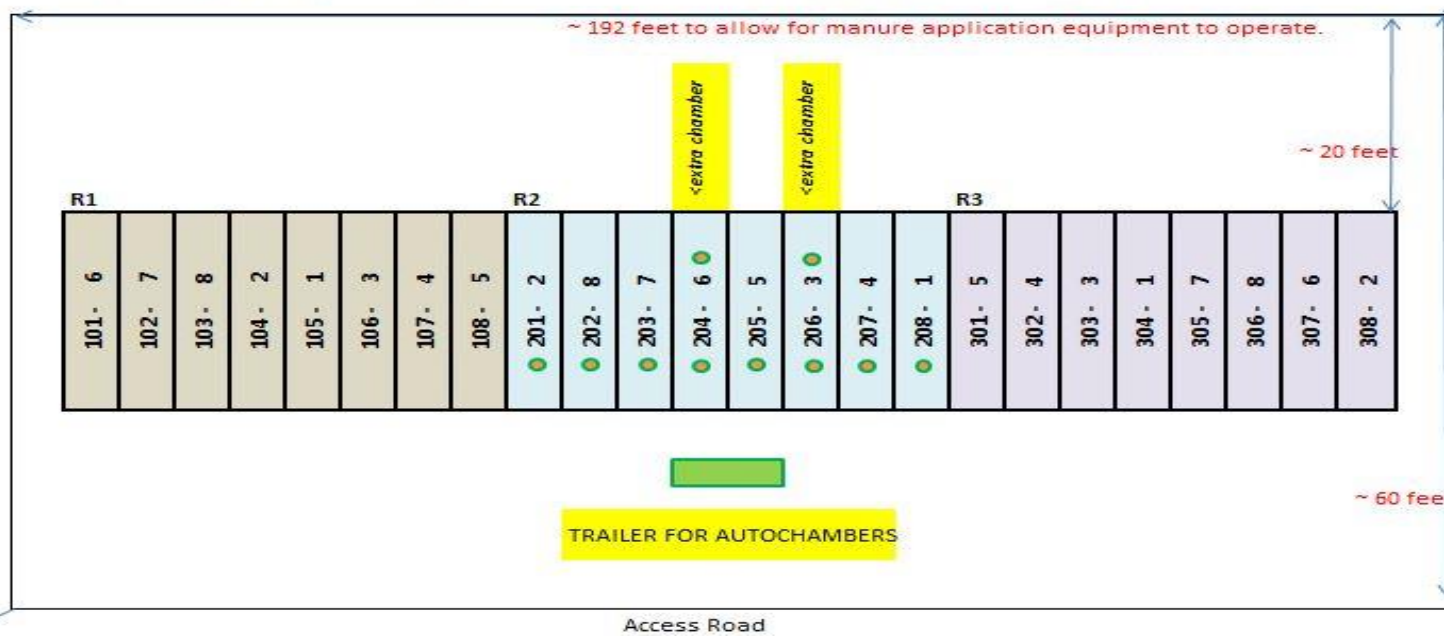 ~ 192 feet to allow for manure application equipment to operate.
<extra chamber
<extra chamber
~ 20 feet
R1
R2
R3
101- 6
102- 7
103- 8
104- 2
105- 1
106- 3
107- 4
108- 5
201- 2
202- 8
203- 7
204- 6
205- 5
206- 3
207- 4
208- 1
301- 5
302- 4
303- 3
304- 1
305- 7
306- 8
307- 6
308- 2
~ 60 fee
TRAILER FOR AUTOCHAMBERS
Access Road